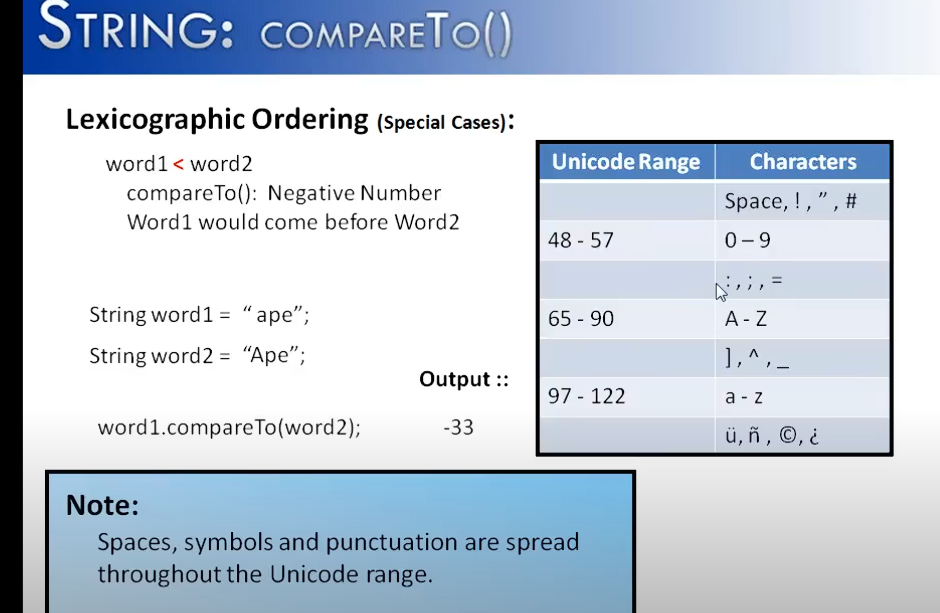 STRING: COMPARETO()
Lexicographic Ordering (Special Cases):
word1 < word2
compareTo(): Negative Number
Word1 would come before Word2
String word1 = “ ape”;
String word2 = “Ape”;
Output ::
word1.compareTo(word2); -33
Unicode Range Characters
Space, ! , ” , #
48 - 57 0 – 9
: , ; , =
65 - 90 A - Z
] , ^ , _
97 - 122 a - z
ü, ñ , ©, ¿
Note:
Spaces, symbols and punctuation are spread
throughout the Unicode range.